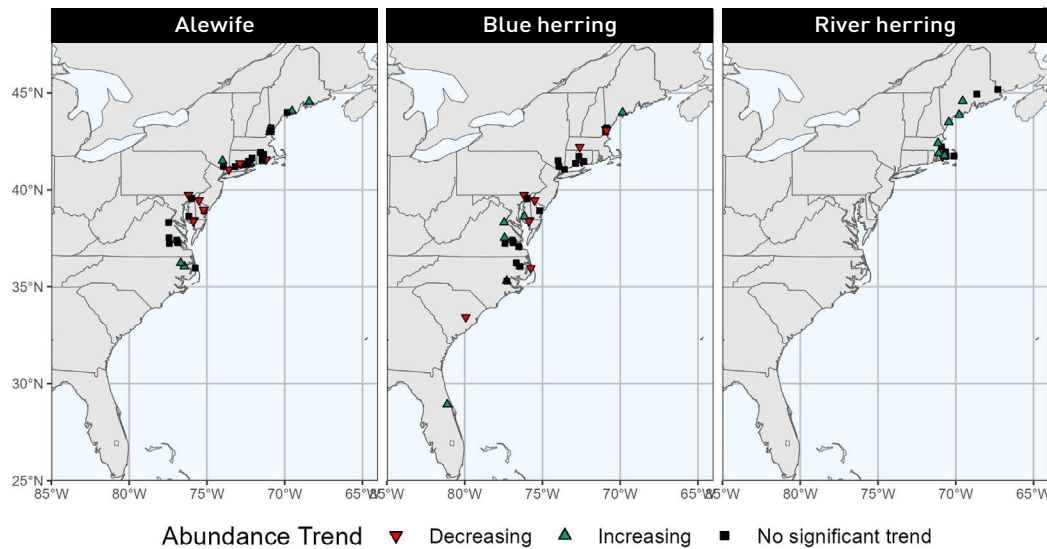 Alewife
Blue herring
River herring
45°N
40°N
35°N
30°N
25°N
85°W 80°W 75°W 70°W 65°W
85°W 80°W 75°W 70°W 65°W
85°W 80°W 75°W 70°W 65°W
Abundance Trend Decreasing Increasing No significant trend